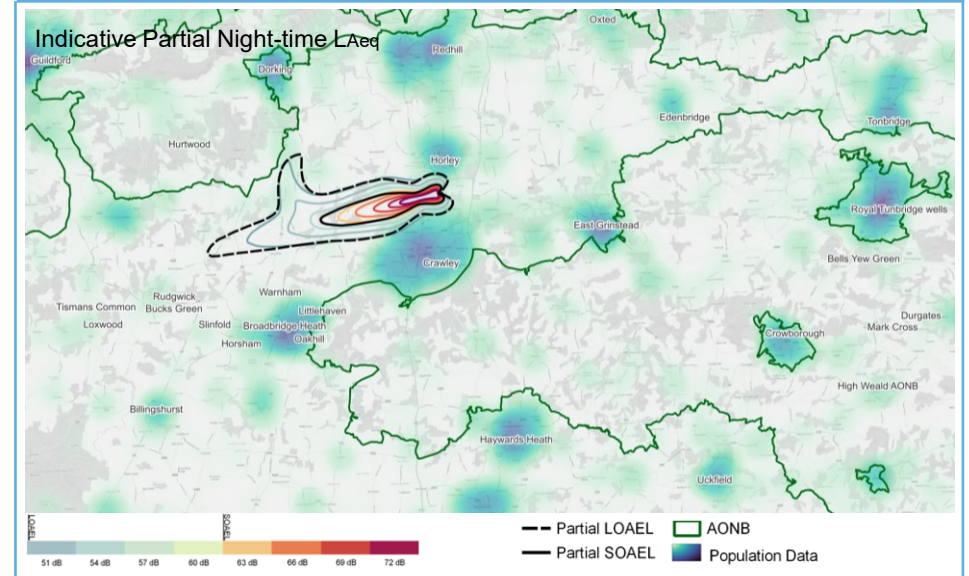 Indicative Partial Night-time LAeq
Oxted
Redhill
Guildford
Dorking
Edenbridge
Tonbridge
Hurtwood
Horley
Royal Tunbridge wells
East Grinstead
Crawley
Bells Yew Green
Warnham
Rudgwick
Tismans Common
Bucks Green
Littlehaven
Durgates
Loxwood
Slinfold
Broadbridge Heath
Mark Cross
Crowborough
Horsham
Oakhill
High Weald AONB
Billingshurst
Haywards Heath
Uckfield
LOAEL
SOAEL
51 dB 54 dB 57 dB 60 dB 63 dB 66 dB 69 dB 72 dB
Partial LOAEL
AONB
Partial SOAEL
Population Data